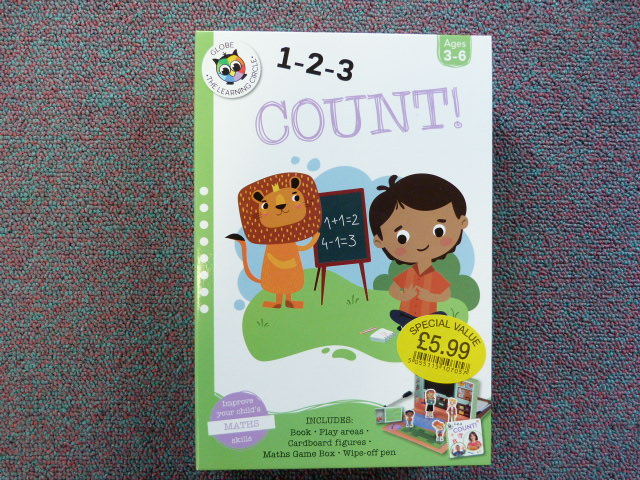 GLOBE
• THE LEARNING CIRCLE •
1-2-3
COUNT!
Ages
3-6
1+1=2
4-1=3
SPECIAL VALUE
£5.99
Improve
your child's
MATHS
skills
INCLUDES:
Book • Play areas •
Cardboard figures •
Maths Game Box • Wipe-off pen
COUNT!